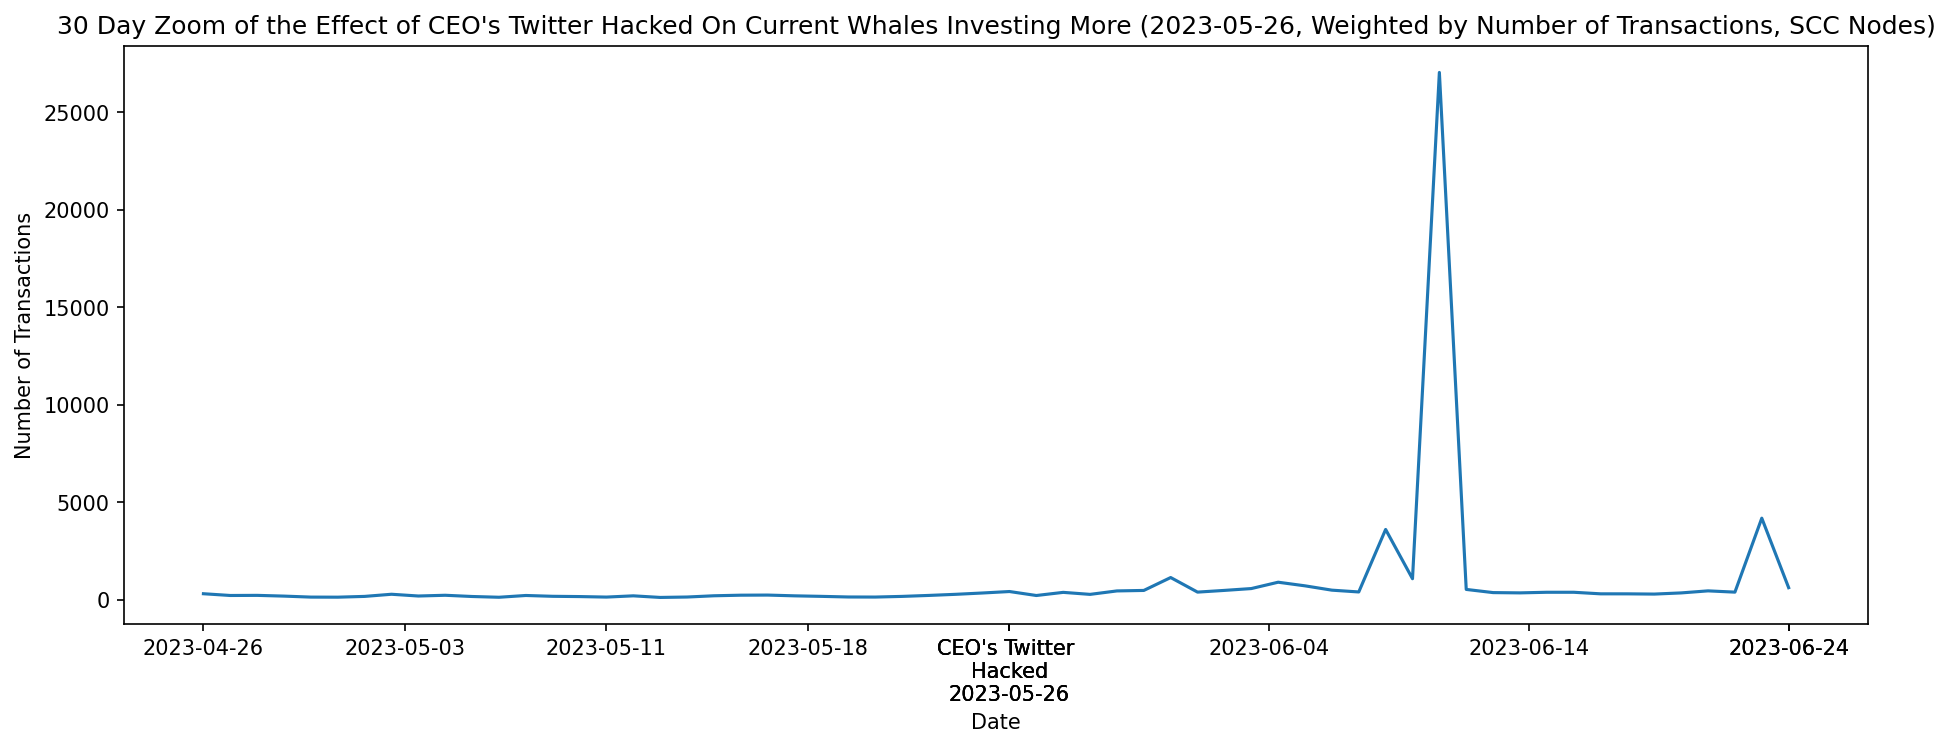 30 Day Zoom of the Effect of CEO's Twitter Hacked On Current Whales Investing More (2023-05-26, Weighted by Number of Transactions, SCC Nodes)
Number of Transactions
25000
20000
15000
10000
5000
0
2023-04-26
2023-05-03
2023-05-11
2023-05-18
CEO's Twitter
Hacked
2023-05-26
2023-06-04
2023-06-14
2023-06-24
Date